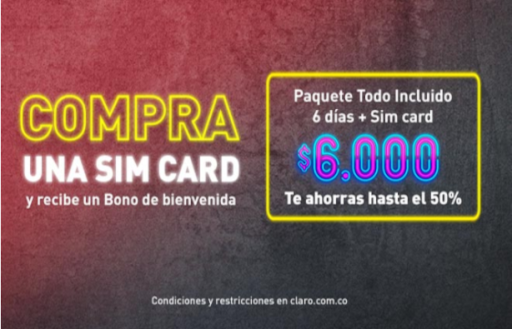 COMPRA
UNA SIM CARD
y recibe un Bono de bienvenida
Paquete Todo Incluido
6 días + Sim card
$6.000
Te ahorras hasta el 50%
Condiciones y restricciones en claro.com.co